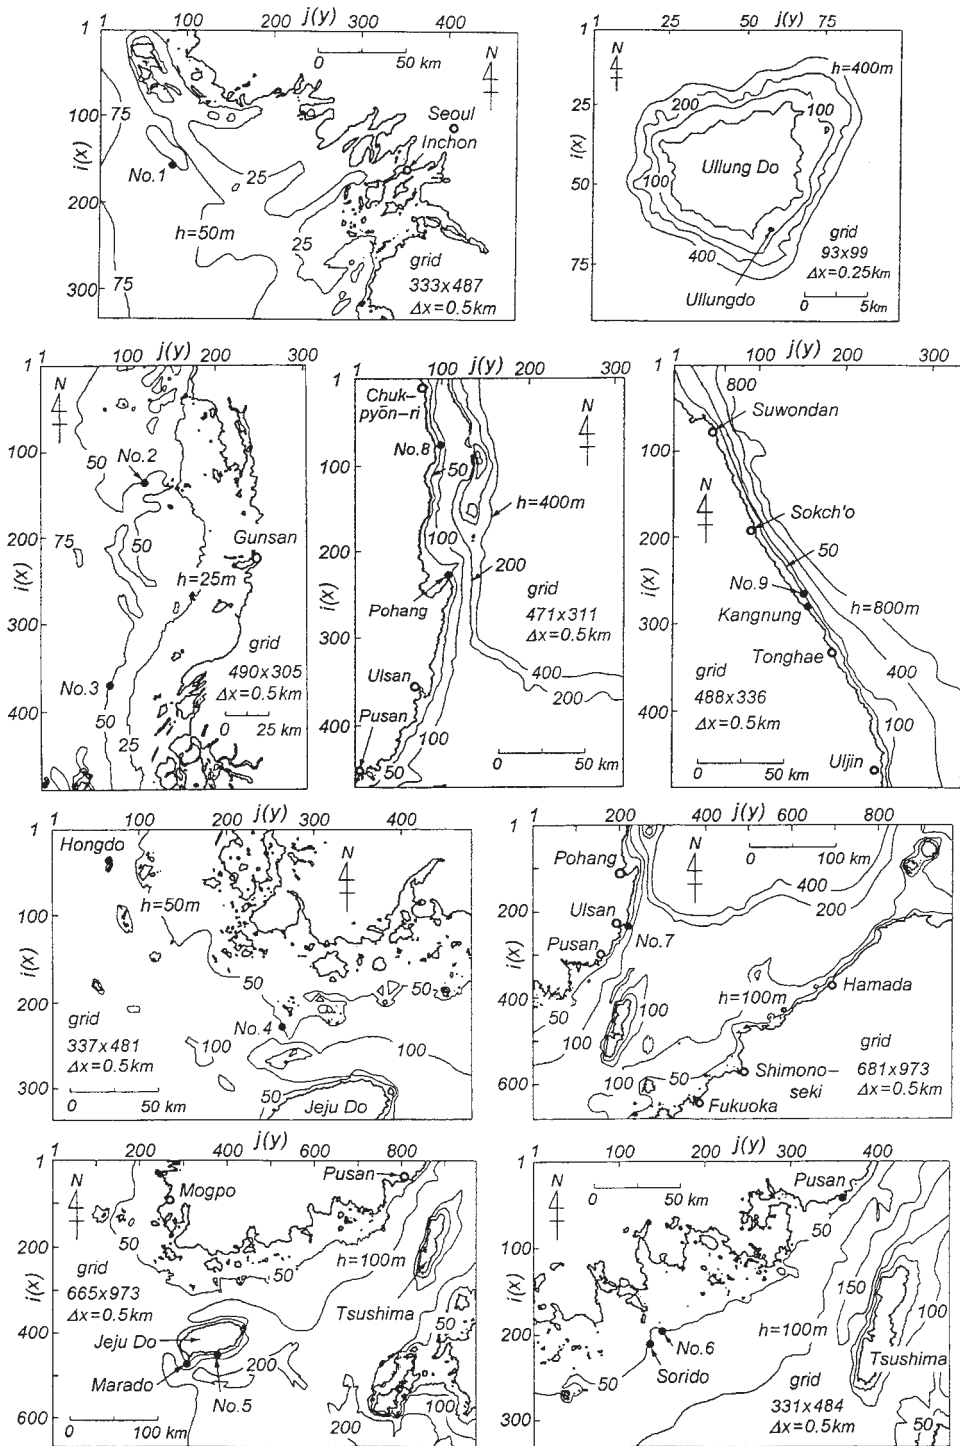 1 100 j(y) 200 300 400
1
100
200
300
i(x)
0 50 km
N
Seoul
Inchon
75
No.1
25
h=50m
25
75
grid
333x487
Δx=0.5km
1 25 j(y) 75
1
25
50
75
i(x)
N
h=400m
200
100
Ullung Do
100
400
Ullungdo
grid
93x99
Δx=0.25km
0 5km
1 100 j(y) 200 300
1
100
200
300
400
i(x)
N
50
No.2
75
50
Gunsan
h=25m
grid
490x305
Δx=0.5km
No.3
50
25
0 25 km
1 100 j(y) 200 300
1
100
200
300
400
i(x)
Chuk-
pyŏn-ri
N
No.8
50
h=400m
100
200
Pohang
grid
471x311
Δx=0.5km
Ulsan
400
200
Pusan
100
50
0 50 km
1 100 j(y) 200 300
1
100
200
300
400
i(x)
800
Suwondan
N
Sokch'o
50
No.9
Kangnung
h=800m
Tonghae
400
grid
488x336
Δx=0.5km
100
0 50 km
Uljin
1 100 200 j(y) 300 400
1
100
200
300
i(x)
Hongdo
N
h=50m
50
50
No.4
grid
337x481
Δx=0.5km
100
100
0 50 km
Jeju Do
1 200 400 j(y) 600 800
1
200
400
600
i(x)
Pohang
N
0 100 km
400
200
Ulsan
No.7
Pusan
h=100m
Hamada
50
100
100
100
50
Shimono-
seki
Fukuoka
grid
681x973
Δx=0.5km
1 200 400 j(y) 600 800
1
200
400
600
i(x)
N
Mogpo
Pusan
50
50
h=100m
grid
665x973
Δx=0.5km
Tsushima
50
Jeju Do
Marado
200
No.5
200
100
0 100 km
1 100 200 j(y) 300 400
1
100
200
300
i(x)
N
0 50 km
Pusan
50
150
100
h=100m
No.6
Sorido
50
Tsushima
grid
331x484
Δx=0.5km